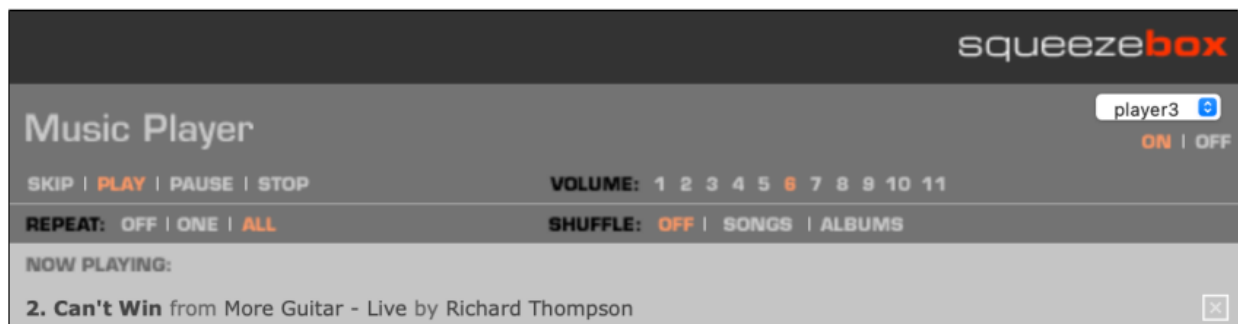 squeezebox
Music Player
player3
ON | OFF
SKIP | PLAY | PAUSE | STOP
VOLUME: 1 2 3 4 5 6 7 8 9 10 11
REPEAT: OFF | ONE | ALL
SHUFFLE: OFF | SONGS | ALBUMS
NOW PLAYING:
2. Can't Win from More Guitar - Live by Richard Thompson